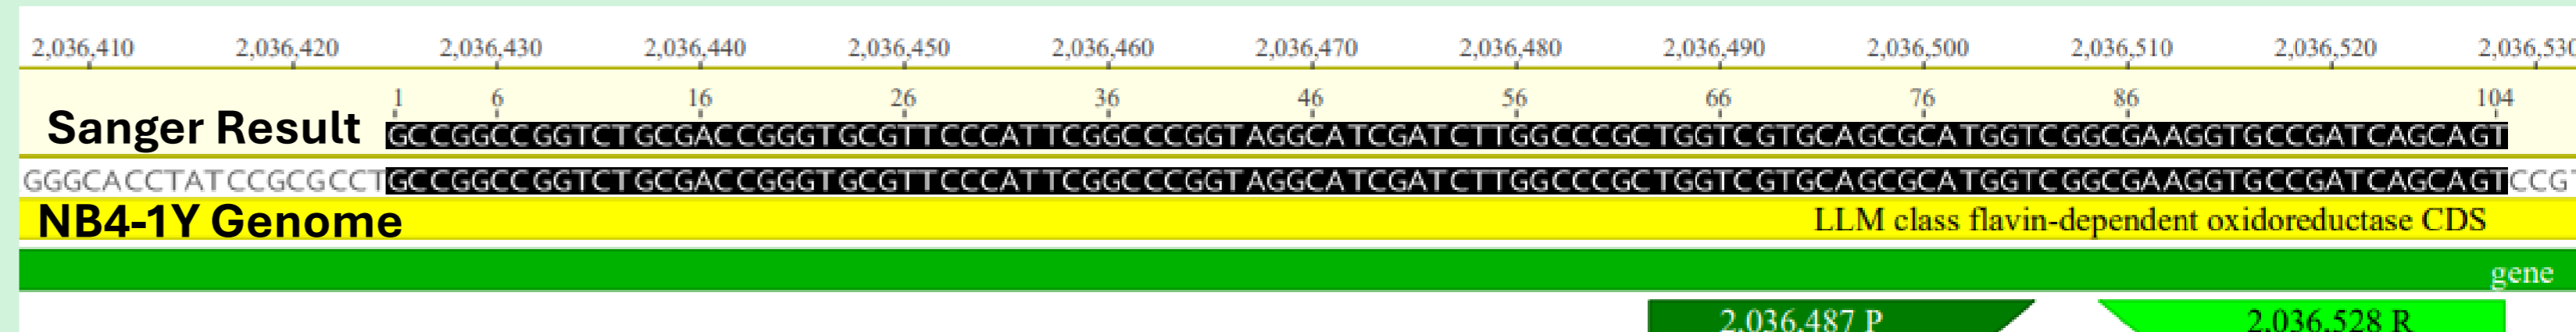 2,036,410 2,036,420 2,036,430 2,036,440 2,036,450 2,036,460 2,036,470 2,036,480 2,036,490 2,036,500 2,036,510 2,036,520 2,036,530
1 6 16 26 36 46 56 66 76 86 104
Sanger Result GCCGGCCGGTCTGCGACCGGGTGCGTTCCCATTCGGCCCGGTAGGCATCGATCTTGGCCCGCTGGTCGTGCAGCGCATGGTCGGCGAAGGTGCCGATCAGCAGT
GGGCACCTATCCGCGCCTGCCGGCCGGTCTGCGACCGGGTGCGTTCCCATTCGGCCCGGTAGGCATCGATCTTGGCCCGCTGGTCGTGCAGCGCATGGTCGGCGAAGGTGCCGATCAGCAGTCCG
NB4-1Y Genome LLM class flavin-dependent oxidoreductase CDS
gene
2,036,487 P 2,036,528 R